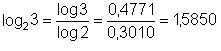 log₂3 = log3/log2 = 0,4771/0,3010 = 1,5850